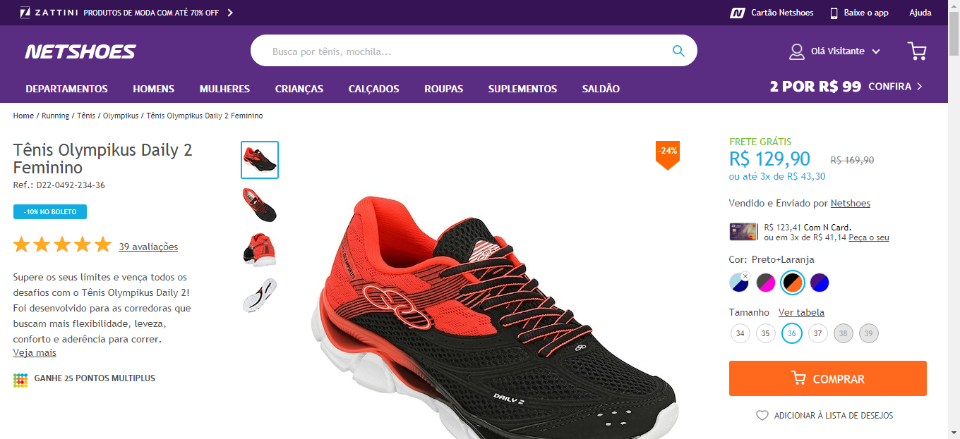 ZATTINI PRODUTOS DE MODA COM ATÉ 70% OFF
Cartão Netshoes
Baixe o app
Ajuda
NETSHOES
Busca por tênis, mochila...
Olá Visitante
DEPARTAMENTOS HOMENS MULHERES CRIANÇAS CALÇADOS ROUPAS SUPLEMENTOS SALDÃO
2 POR R$ 99 CONFIRA
Home / Running / Tênis / Olympikus / Tênis Olympikus Daily 2 Feminino
Tênis Olympikus Daily 2
Feminino
Ref.: D22-0492-234-36
-10% NO BOLETO
39 avaliações
Supere os seus limites e vença todos os
desafios com o Tênis Olympikus Daily 2!
Foi desenvolvido para as corredoras que
buscam mais flexibilidade, leveza,
conforto e aderência para correr.
Veja mais
GANHE 25 PONTOS MULTIPLUS
-24%
DAILY 2
FRETE GRÁTIS
R$ 129,90 R$ 169,90
ou até 3x de R$ 43,30
Vendido e Enviado por Netshoes
R$ 123,41 Com N Card.
ou em 3x de R$ 41,14 Peça o seu
Cor: Preto+Laranja
Tamanho Ver tabela
34 35 36 37 38 39
COMPRAR
ADICIONAR À LISTA DE DESEJOS